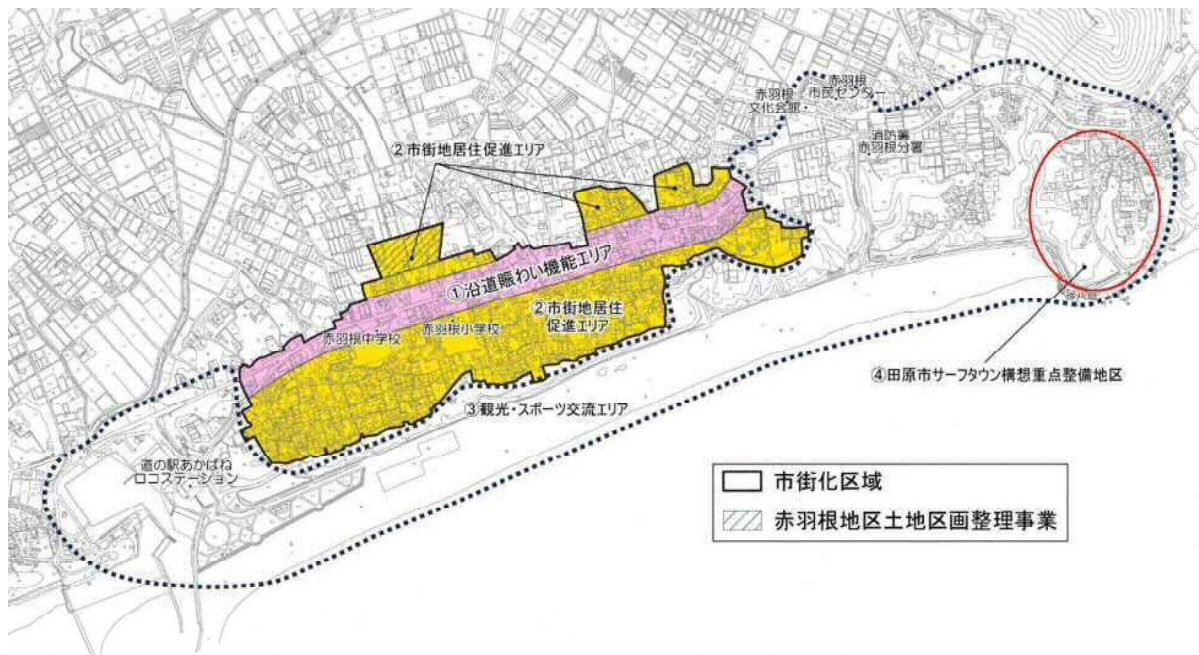 赤羽根
市民センター
赤羽根
文化会館
消防署
赤羽根分署
②市街地居住促進エリア
①沿道賑わい機能エリア
②市街地居住
促進エリア
赤羽根中学校
赤羽根小学校
④田原市サーフタウン構想重点整備地区
③観光・スポーツ交流エリア
道の駅あかばね
ロコステーション
市街化区域
赤羽根地区土地区画整理事業